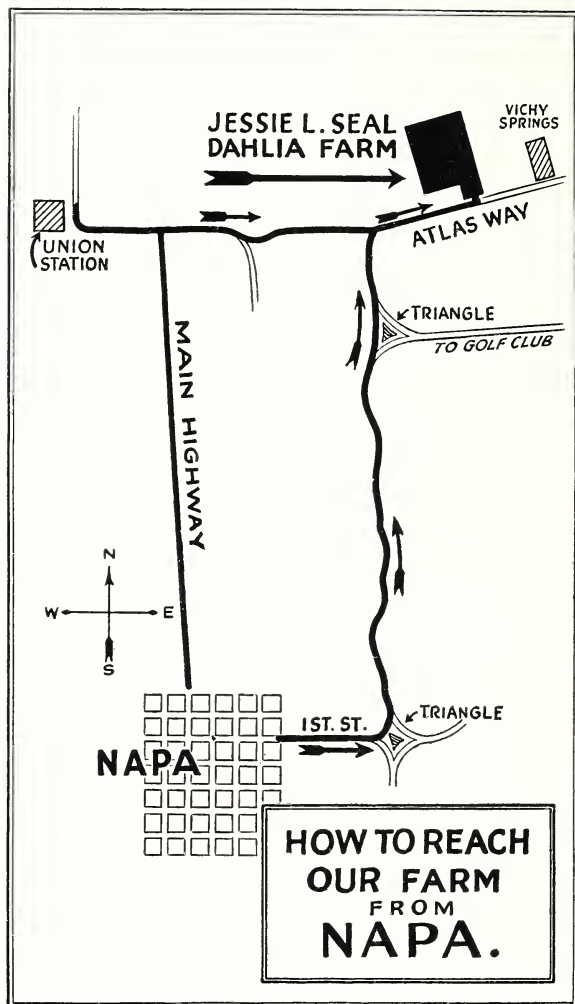 JESSIE L. SEAL
DAHLIA FARM
VICHY
SPRINGS
UNION
STATION
ATLAS WAY
TRIANGLE
TO GOLF CLUB
MAIN HIGHWAY
N
W
E
S
1ST. ST.
TRIANGLE
NAPA
HOW TO REACH
OUR FARM
FROM
NAPA.